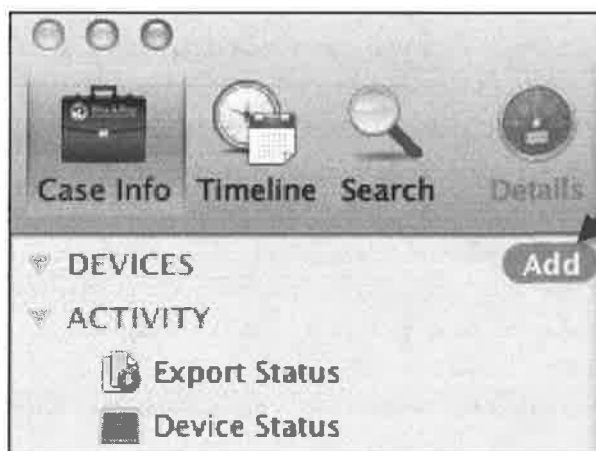 Case Info Timeline Search Details
DEVICES Add
ACTIVITY
Export Status
Device Status